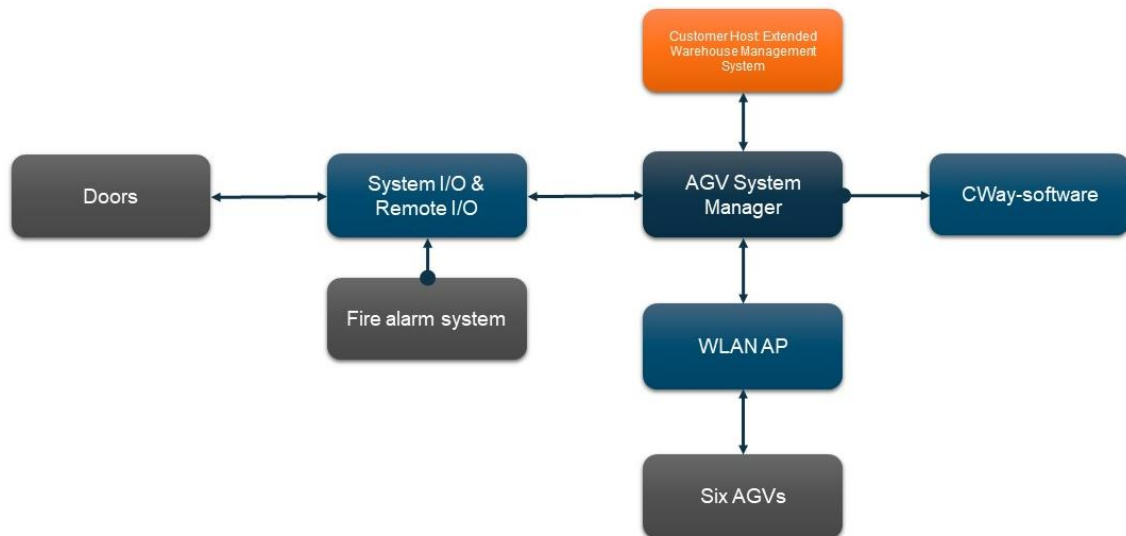 Customer Host: Extended
Warehouse Management
System
Doors
System I/O &
Remote I/O
AGV System
Manager
CWay-software
Fire alarm system
WLAN AP
Six AGVs